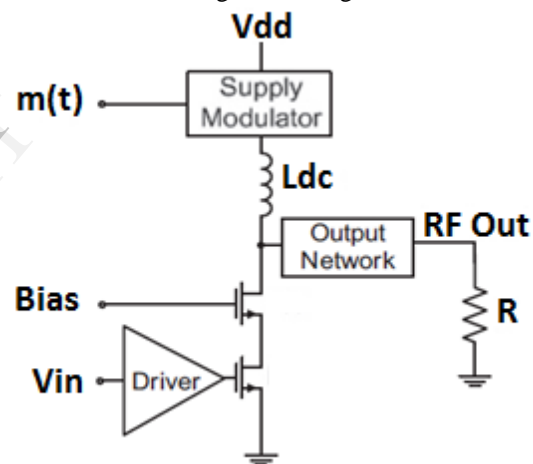 Vdd
m(t)
Supply
Modulator
Ldc
RF Out
Output
Network
Bias
R
Vin
Driver